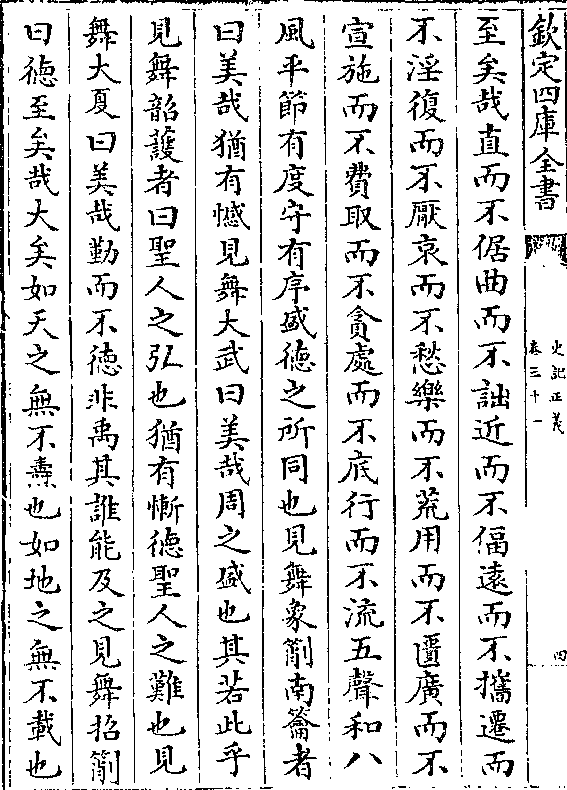 欽定四庫全書
史記正義
卷三十一
四
至矣哉直而不倨曲而不詘近而不偪遠而不攜遷而
不淫復而不厭哀而不愁樂而不荒用而不匱廣而不
宣施而不費取而不貪處而不底行而不流五聲和八
風平節有度守有序盛德之所同也見舞象箾南籥者
曰美哉猶有憾見舞大武曰美哉周之盛也其若此乎
見舞韶護者曰聖人之弘也猶有慚德聖人之難也見
舞大夏曰美哉勤而不德非禹其誰能及之見舞招箾
曰德至矣哉大矣如天之無不燾也如地之無不載也